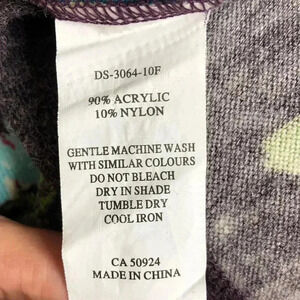 DS-3064-10F
90% ACRYLIC
10% NYLON
GENTLE MACHINE WASH
WITH SIMILAR COLOURS
DO NOT BLEACH
DRY IN SHADE
TUMBLE DRY
COOL IRON
CA 50924
MADE IN CHINA